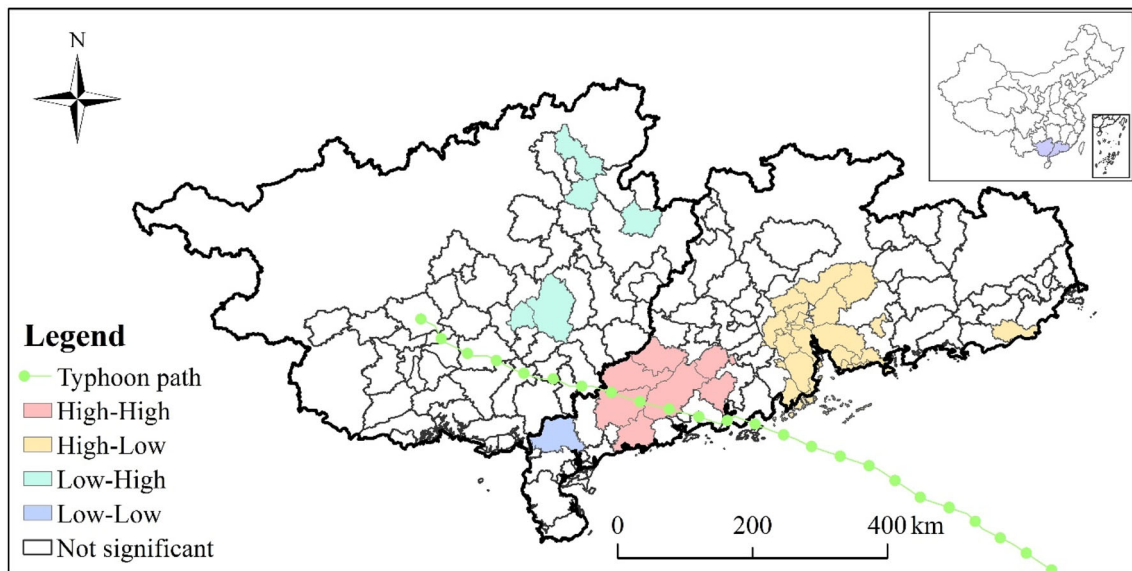 N
Legend
Typhoon path
High-High
High-Low
Low-High
Low-Low
Not significant
0 200 400 km